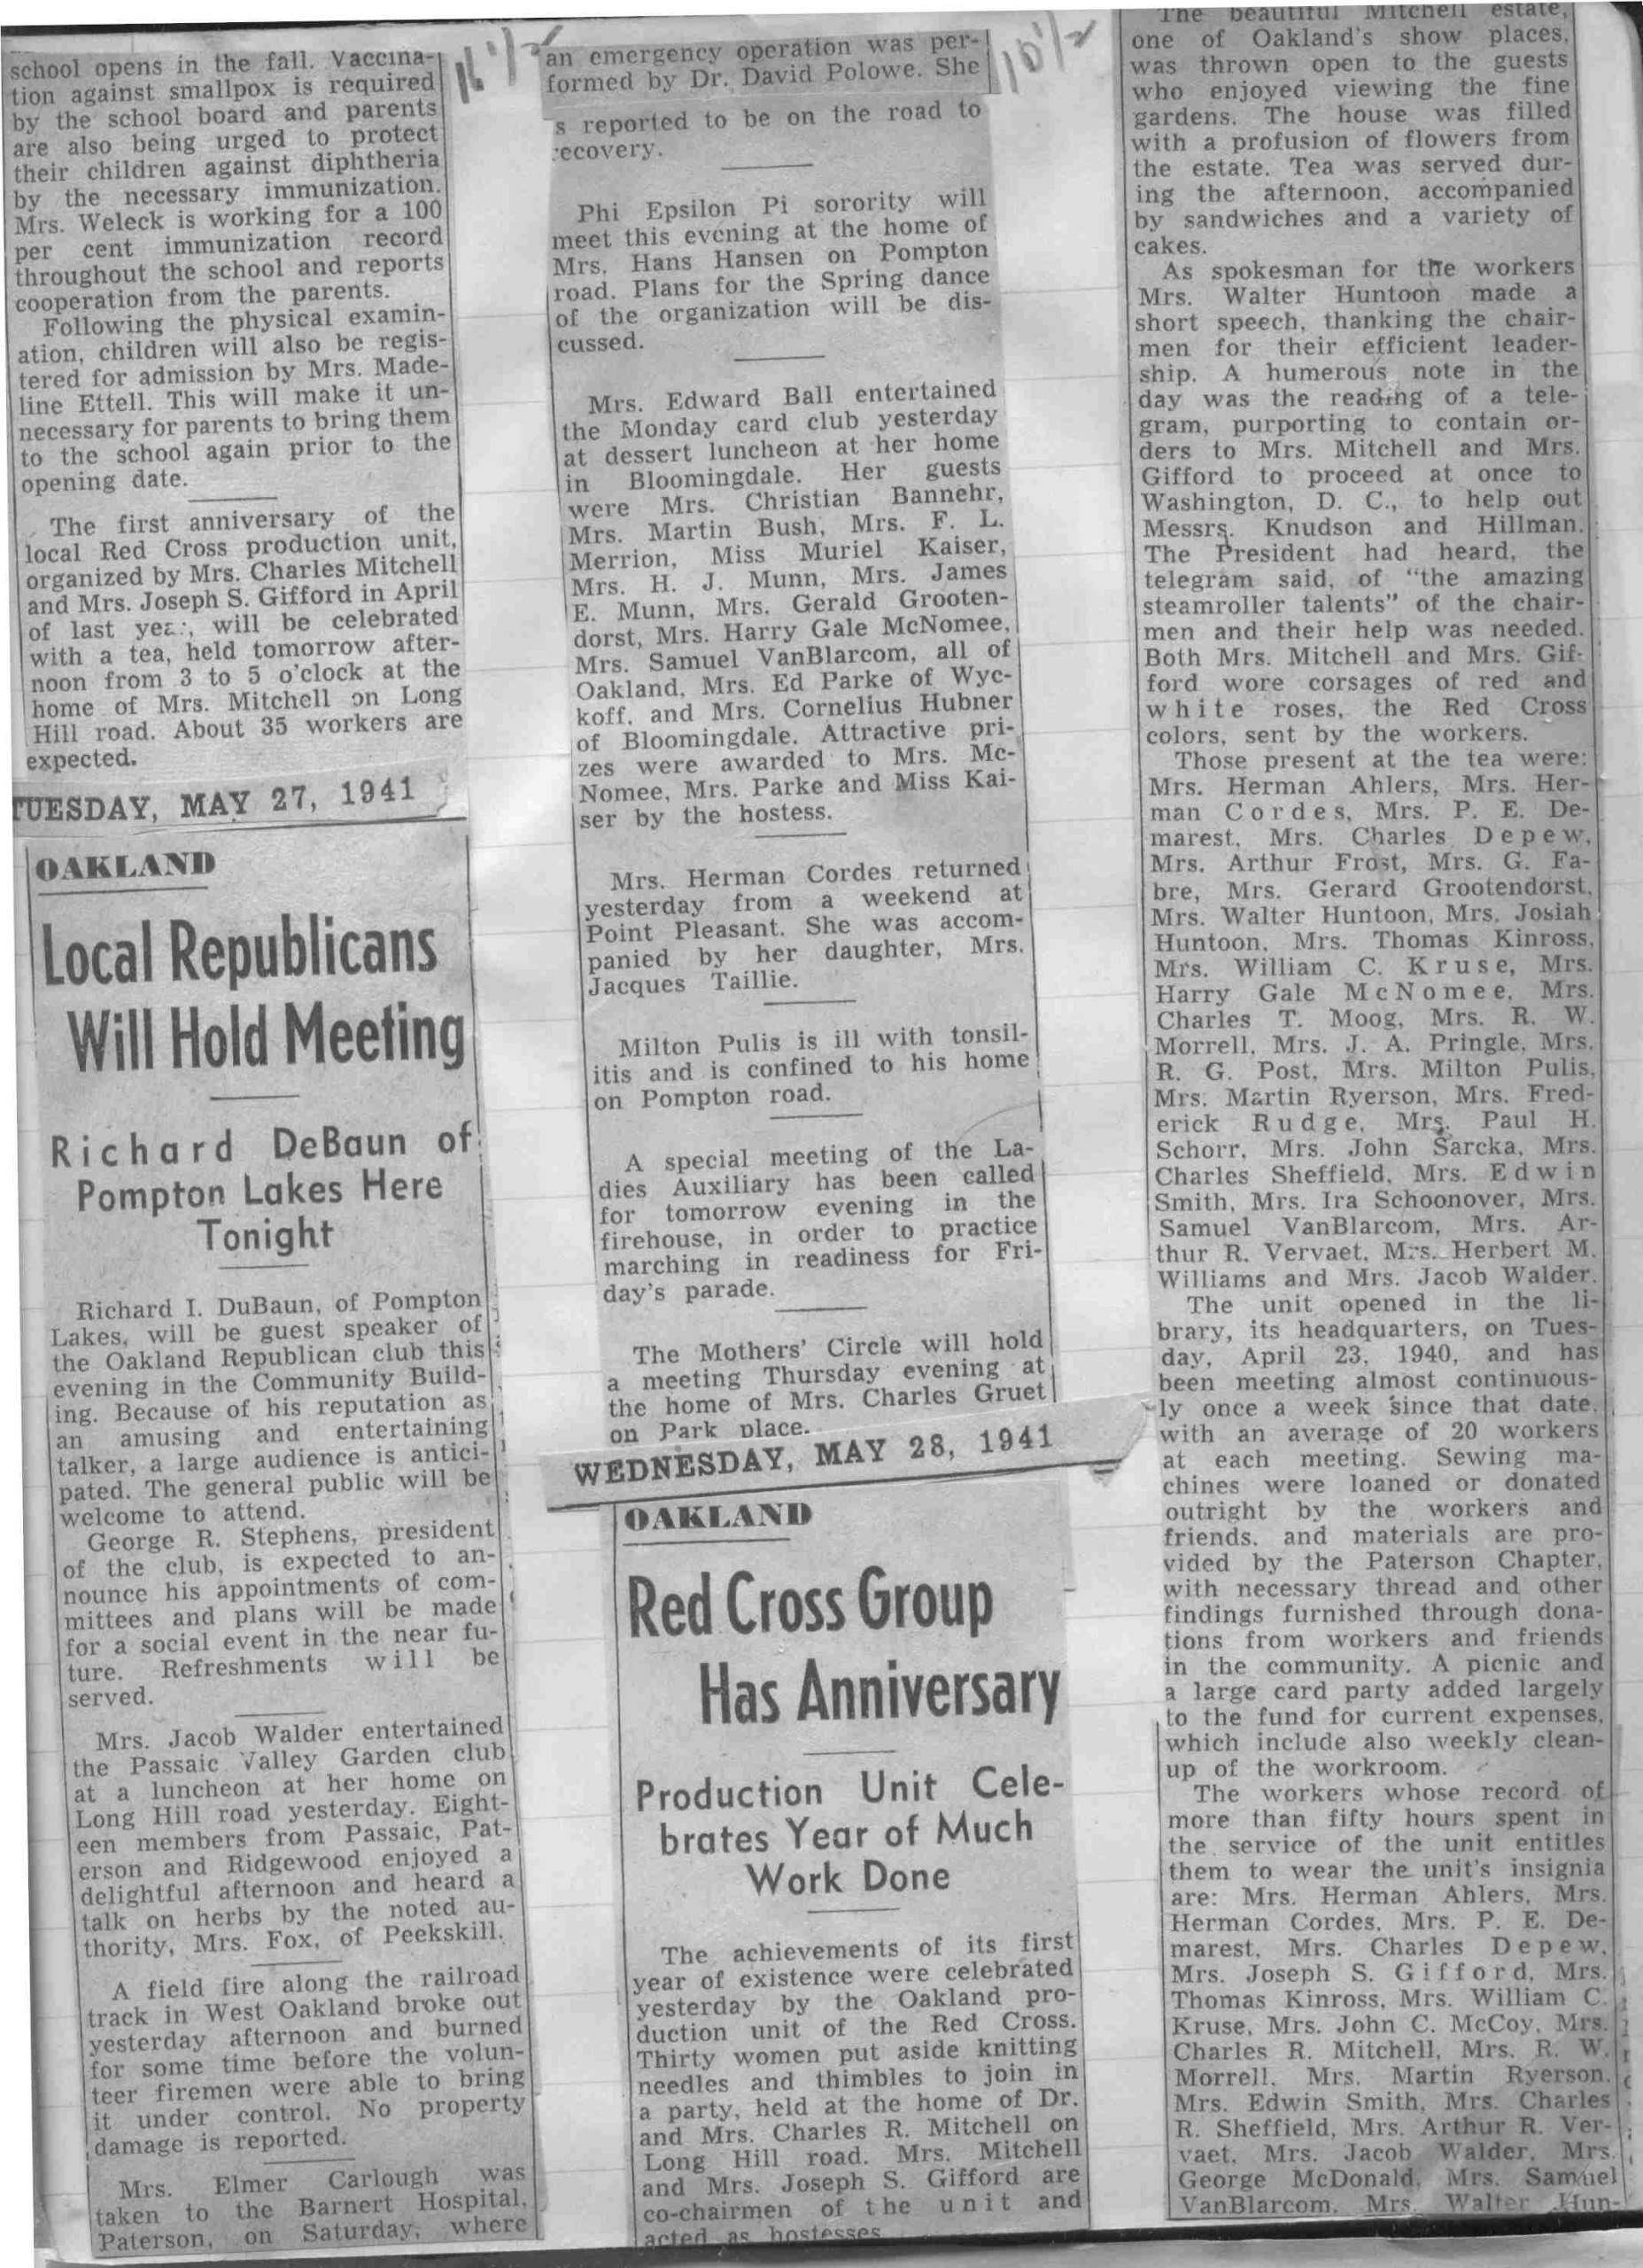 school opens in the fall. Vaccina-
tion against smallpox is required
by the school board and parents
are also being urged to protect
their children against diphtheria
by the necessary immunization.
Mrs. Weleck is working for a 100
per cent immunization record
throughout the school and reports
cooperation from the parents.
Following the physical examin-
ation, children will also be regis-
tered for admission by Mrs. Made-
line Ettell. This will make it un-
necessary for parents to bring them
to the school again prior to the
opening date.
The first anniversary of the
local Red Cross production unit,
organized by Mrs. Charles Mitchell
and Mrs. Joseph S. Gifford in April
of last year, will be celebrated
with a tea, held tomorrow after-
noon from 3 to 5 o'clock at the
home of Mrs. Mitchell on Long
Hill road. About 35 workers are
expected.
TUESDAY, MAY 27, 1941
OAKLAND
Local Republicans
Will Hold Meeting
Richard DeBaun of
Pompton Lakes Here
Tonight
Richard I. DuBaun, of Pompton
Lakes, will be guest speaker of
the Oakland Republican club this
evening in the Community Build-
ing. Because of his reputation as
an amusing and entertaining
talker, a large audience is antici-
pated. The general public will be
welcome to attend.
George R. Stephens, president
of the club, is expected to an-
nounce his appointments of com-
mittees and plans will be made
for a social event in the near fu-
ture. Refreshments will be
served.
Mrs. Jacob Walder entertained
the Passaic Valley Garden club
at a luncheon at her home on
Long Hill road yesterday. Eight-
een members from Passaic, Pat-
erson and Ridgewood enjoyed a
delightful afternoon and heard a
talk on herbs by the noted au-
thority, Mrs. Fox, of Peekskill.
A field fire along the railroad
track in West Oakland broke out
yesterday afternoon and burned
for some time before the volun-
teer firemen were able to bring
it under control. No property
damage is reported.
Mrs. Elmer Carlough was
taken to the Barnert Hospital,
Paterson, on Saturday, where
an emergency operation was per-
formed by Dr. David Polowe. She
s reported to be on the road to
recovery.
10 1/2
Phi Epsilon Pi sorority will
meet this evening at the home of
Mrs. Hans Hansen on Pompton
road. Plans for the Spring dance
of the organization will be dis-
cussed.
Mrs. Edward Ball entertained
the Monday card club yesterday
at dessert luncheon at her home
in Bloomingdale. Her guests
were Mrs. Christian Bannehr,
Mrs. Martin Bush, Mrs. F. L.
Merrion, Miss Muriel Kaiser,
Mrs. H. J. Munn, Mrs. James
E. Munn, Mrs. Gerald Grooten-
dorst, Mrs. Harry Gale McNomee,
Mrs. Samuel VanBlarcom, all of
Oakland, Mrs. Ed Parke of Wyc-
koff, and Mrs. Cornelius Hubner
of Bloomingdale. Attractive pri-
zes were awarded to Mrs. Mc-
Nomee, Mrs. Parke and Miss Kai-
ser by the hostess.
Mrs. Herman Cordes returned
yesterday from a weekend at
Point Pleasant. She was accom-
panied by her daughter, Mrs.
Jacques Taillie.
Milton Pulis is ill with tonsil-
itis and is confined to his home
on Pompton road.
A special meeting of the La-
dies Auxiliary has been called
for tomorrow evening in the
firehouse, in order to practice
marching in readiness for Fri-
day's parade.
The Mothers' Circle will hold
a meeting Thursday evening at
the home of Mrs. Charles Gruet
on Park place.
WEDNESDAY, MAY 28, 1941
OAKLAND
Red Cross Group
Has Anniversary
Production Unit Cele-
brates Year of Much
Work Done
The achievements of its first
year of existence were celebrated
yesterday by the Oakland pro-
duction unit of the Red Cross.
Thirty women put aside knitting
needles and thimbles to join in
a party, held at the home of Dr.
and Mrs. Charles R. Mitchell on
Long Hill road. Mrs. Mitchell
and Mrs. Joseph S. Gifford are
co-chairmen of the unit and
acted as hostesses
The beautiful Mitchell estate,
one of Oakland's show places,
was thrown open to the guests
who enjoyed viewing the fine
gardens. The house was filled
with a profusion of flowers from
the estate. Tea was served dur-
ing the afternoon, accompanied
by sandwiches and a variety of
cakes.
As spokesman for the workers
Mrs. Walter Huntoon made a
short speech, thanking the chair-
men for their efficient leader-
ship. A humerous note in the
day was the reading of a tele-
gram, purporting to contain or-
ders to Mrs. Mitchell and Mrs.
Gifford to proceed at once to
Washington, D. C., to help out
Messrs. Knudson and Hillman.
The President had heard, the
telegram said, of "the amazing
steamroller talents" of the chair-
men and their help was needed.
Both Mrs. Mitchell and Mrs. Gif-
ford wore corsages of red and
white roses, the Red Cross
colors, sent by the workers.
Those present at the tea were:
Mrs. Herman Ahlers, Mrs. Her-
man Cordes, Mrs. P. E. De-
marest, Mrs. Charles Depew,
Mrs. Arthur Frost, Mrs. G. Fa-
bre, Mrs. Gerard Grootendorst,
Mrs. Walter Huntoon, Mrs. Josiah
Huntoon, Mrs. Thomas Kinross,
Mrs. William C. Kruse, Mrs.
Harry Gale McNomee, Mrs.
Charles T. Moog, Mrs. R. W.
Morrell, Mrs. J. A. Pringle, Mrs.
R. G. Post, Mrs. Milton Pulis,
Mrs. Martin Ryerson, Mrs. Fred-
erick Rudge, Mrs. Paul H.
Schorr, Mrs. John Sarcka, Mrs.
Charles Sheffield, Mrs. Edwin
Smith, Mrs. Ira Schoonover, Mrs.
Samuel VanBlarcom, Mrs. Ar-
thur R. Vervaet, Mrs. Herbert M.
Williams and Mrs. Jacob Walder.
The unit opened in the li-
brary, its headquarters, on Tues-
day, April 23, 1940, and has
been meeting almost continuous-
ly once a week since that date,
with an average of 20 workers
at each meeting. Sewing ma-
chines were loaned or donated
outright by the workers and
friends, and materials are pro-
vided by the Paterson Chapter,
with necessary thread and other
findings furnished through dona-
tions from workers and friends
in the community. A picnic and
a large card party added largely
to the fund for current expenses,
which include also weekly clean-
up of the workroom.
The workers whose record of
more than fifty hours spent in
the service of the unit entitles
them to wear the unit's insignia
are: Mrs. Herman Ahlers, Mrs.
Herman Cordes, Mrs. P. E. De-
marest, Mrs. Charles Depew,
Mrs. Joseph S. Gifford, Mrs.
Thomas Kinross, Mrs. William C.
Kruse, Mrs. John C. McCoy, Mrs.
Charles R. Mitchell, Mrs. R. W.
Morrell, Mrs. Martin Ryerson,
Mrs. Edwin Smith, Mrs. Charles
R. Sheffield, Mrs. Arthur R. Ver-
vaet, Mrs. Jacob Walder, Mrs.
George McDonald, Mrs. Samuel
VanBlarcom, Mrs. Walter Hun-